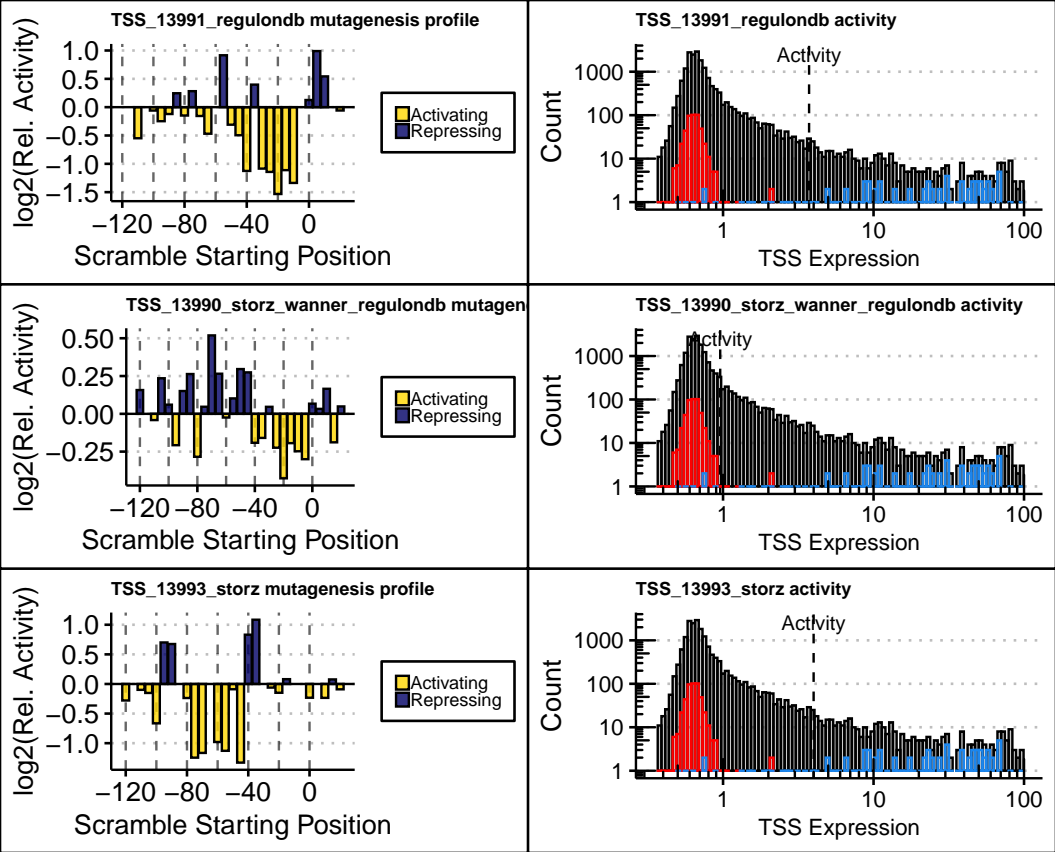 TSS_13991_regulondb mutagenesis profile
log2(Rel. Activity)
1.0
0.5
0.0
−0.5
−1.0
−1.5
−120
−80
−40
0
Scramble Starting Position
Activating
Repressing
TSS_13991_regulondb activity
Activity
Count
1000
100
10
1
1
10
100
TSS Expression
TSS_13990_storz_wanner_regulondb mutagen
log2(Rel. Activity)
0.50
0.25
0.00
−0.25
−120
−80
−40
0
Scramble Starting Position
Activating
Repressing
TSS_13990_storz_wanner_regulondb activity
Activity
Count
1000
100
10
1
1
10
100
TSS Expression
TSS_13993_storz mutagenesis profile
log2(Rel. Activity)
1.0
0.5
0.0
−0.5
−1.0
−120
−80
−40
0
Scramble Starting Position
Activating
Repressing
TSS_13993_storz activity
Activity
Count
1000
100
10
1
1
10
100
TSS Expression